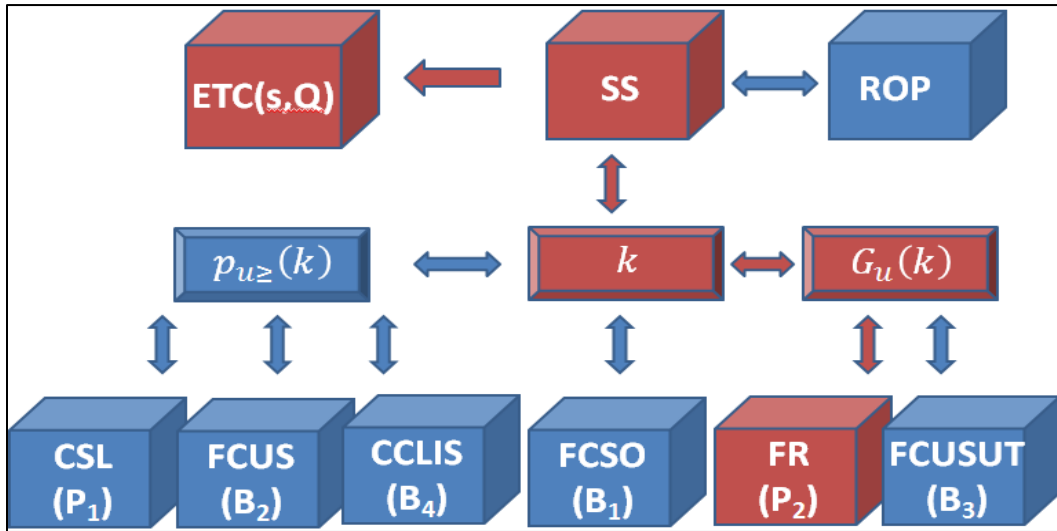 ETC(s,Q)
SS
ROP
p_{u≥}(k)
k
G_u(k)
CSL
(P₁)
FCUS
(B₂)
CCLIS
(B₄)
FCSO
(B₁)
FR
(P₂)
FCUSUT
(B₃)